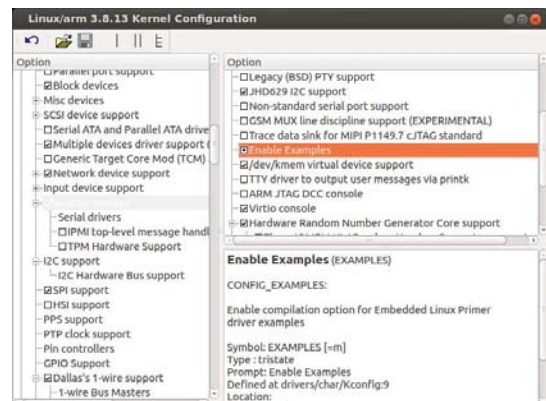 Linux/arm 3.8.13 Kernel Configuration
Option
Parallel port support
Block devices
Misc devices
SCSI device support
Serial ATA and Parallel ATA drive
Multiple devices driver support (
Generic Target Core Mod (TCM)
Network device support
Input device support
Serial drivers
IPMI top-level message handl
TPM Hardware Support
I2C support
I2C Hardware Bus support
SPI support
HSI support
PPS support
PTP clock support
Pin controllers
GPIO Support
Dallas's 1-wire support
1-wire Bus Masters
Option
Legacy (BSD) PTY support
JHD629 I2C support
Non-standard serial port support
GSM MUX line discipline support (EXPERIMENTAL)
Trace data sink for MIPI P1149.7 cJTAG standard
Enable Examples
/dev/kmem virtual device support
TTY driver to output user messages via printk
ARM JTAG DCC console
Virtio console
Hardware Random Number Generator Core support
Enable Examples (EXAMPLES)
CONFIG_EXAMPLES:
Enable compilation option for Embedded Linux Primer
driver examples
Symbol: EXAMPLES [=m]
Type : tristate
Prompt: Enable Examples
Defined at drivers/char/Kconfig:9
Location: